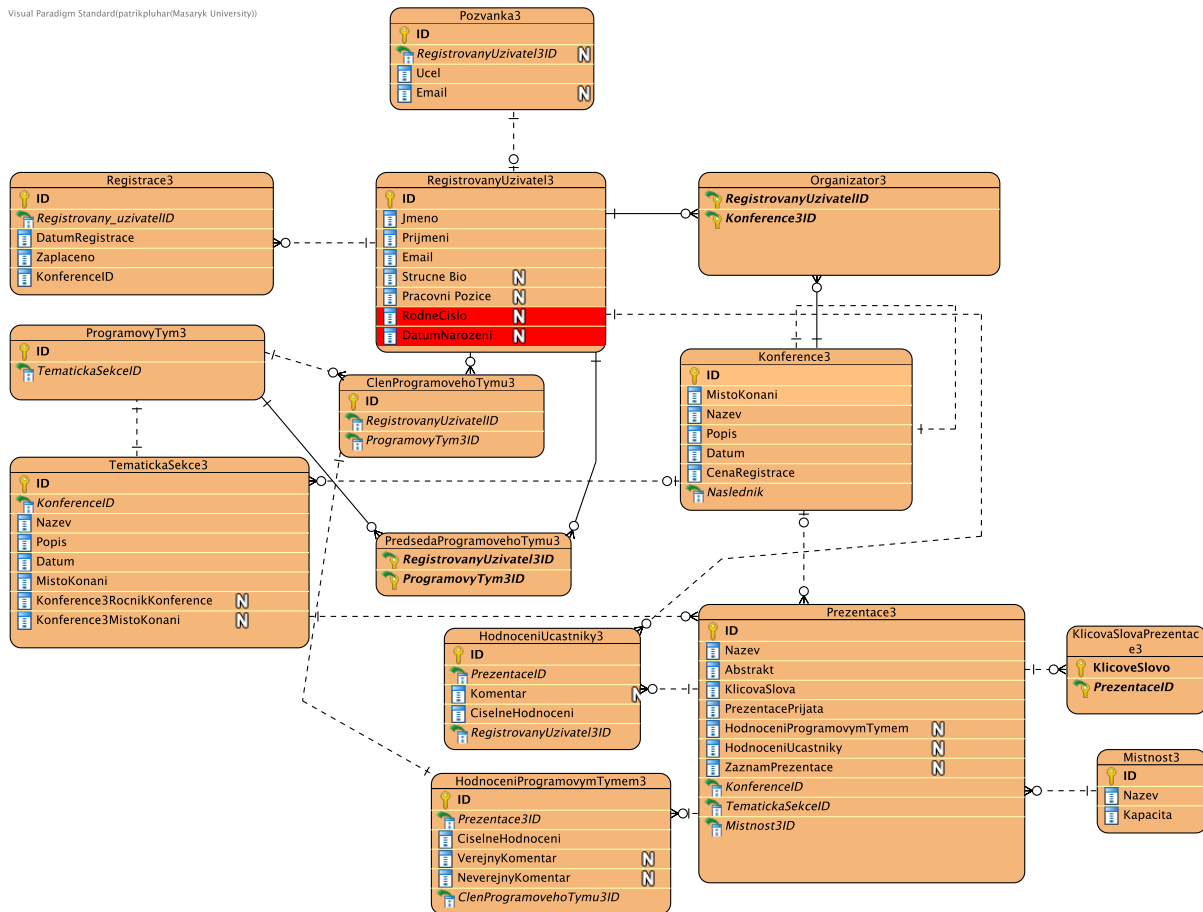 Visual Paradigm Standard(patrikpluhar(Masaryk University))
Pozvanka3
ID
RegistrovanyUzivatel3ID N
Ucel
Email N
Registrace3
ID
Registrovany_uzivatelID
DatumRegistrace
Zaplaceno
KonferenceID
RegistrovanyUzivatel3
ID
Jmeno
Prijmeni
Email
Strucne Bio N
Pracovni Pozice N
RodneCislo N
DatumNarozeni N
Organizator3
RegistrovanyUzivatelID
Konference3ID
ProgramovyTym3
ID
TematickaSekceID
ClenProgramovehoTymu3
ID
RegistrovanyUzivatelID
ProgramovyTym3ID
Konference3
ID
MistoKonani
Nazev
Popis
Datum
CenaRegistrace
Naslednik
TematickaSekce3
ID
KonferenceID
Nazev
Popis
Datum
MistoKonani
Konference3RocnikKonference N
Konference3MistoKonani N
PredsedaProgramovehoTymu3
RegistrovanyUzivatel3ID
ProgramovyTym3ID
HodnoceniUcastniky3
ID
PrezentaceID
Komentar N
CiselneHodnoceni
RegistrovanyUzivatel3ID
Prezentace3
ID
Nazev
Abstrakt
KlicovaSlova
PrezentacePrijata
HodnoceniProgramovymTymem N
HodnoceniUcastniky N
ZaznamPrezentace N
KonferenceID
TematickaSekceID
Mistnost3ID
KlicovaSlovaPrezentac
e3
KlicoveSlovo
PrezentaceID
Mistnost3
ID
Nazev
Kapacita
HodnoceniProgramovymTymem3
ID
Prezentace3ID
CiselneHodnoceni
VerejnyKomentar N
NeverejnyKomentar N
ClenProgramovehoTymu3ID